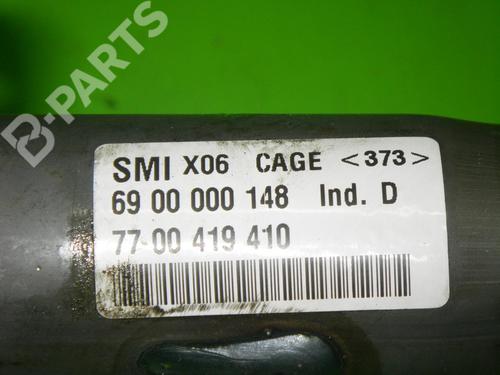 B-PARTS
SMI X06 CAGE <373>
69 00 000 148 Ind. D
77 00 419 410